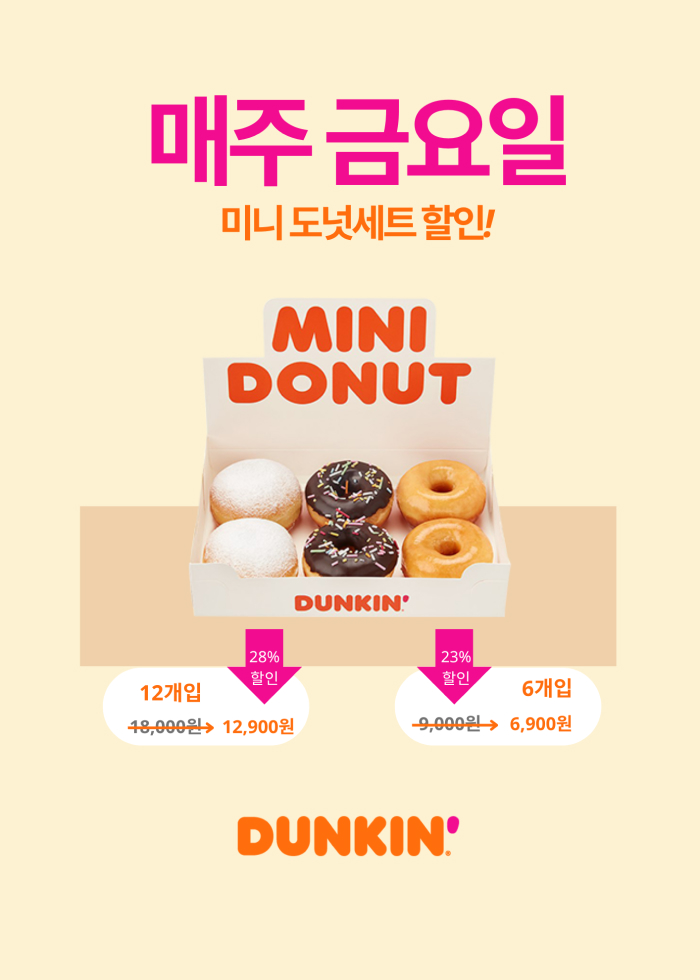 매주 금요일
미니 도넛세트 할인!
MINI
DONUT
DUNKIN'
28%
할인
12개입
18,000원 12,900원
23%
할인
6개입
9,000원 6,900원
DUNKIN'